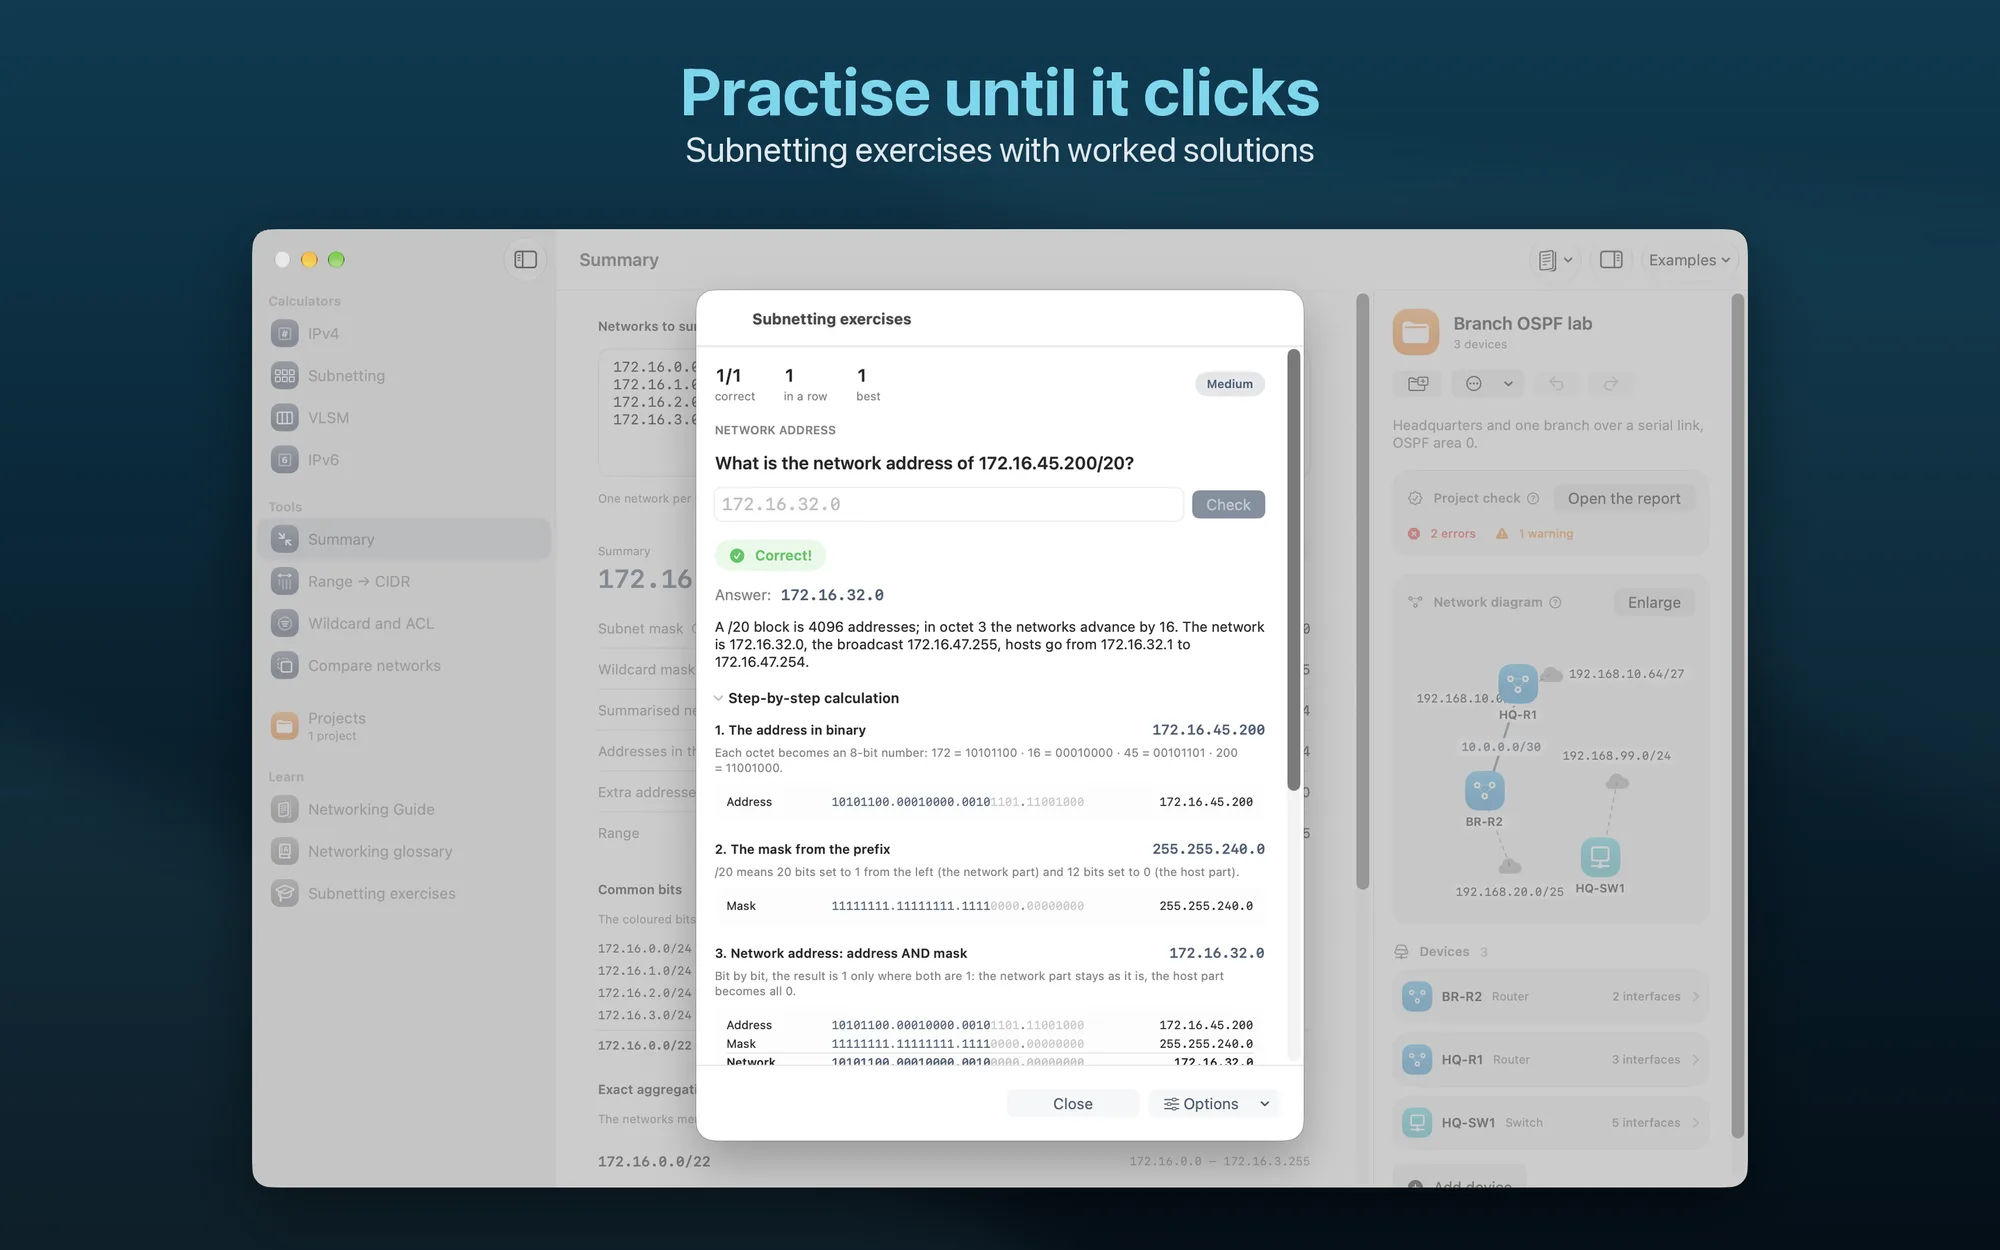 Practise until it clicks
Subnetting exercises with worked solutions
Summary
Examples
Calculators
IPv4
Subnetting
VLSM
IPv6
Tools
Summary
Range → CIDR
Wildcard and ACL
Compare networks
Projects
1 project
Learn
Networking Guide
Networking glossary
Subnetting exercises
Networks to
172.16.0.
172.16.1.
172.16.2.
172.16.3.
One network per
Summary
172.16
Subnet mask
Wildcard mask
Summarised
Addresses in
Extra addresse
Range
Common bits
The coloured bits
172.16.0.0/24
172.16.1.0/24
172.16.2.0/24
172.16.3.0/24
172.16.0.0/22
Exact aggregati
The networks
172.16.0.0/22
172.16.0.0 – 172.16.3.255
Subnetting exercises
1/1
correct
1
in a row
1
best
Medium
NETWORK ADDRESS
What is the network address of 172.16.45.200/20?
172.16.32.0
Check
Correct!
Answer: 172.16.32.0
A /20 block is 4096 addresses; in octet 3 the networks advance by 16. The network
is 172.16.32.0, the broadcast 172.16.47.255, hosts go from 172.16.32.1 to
172.16.47.254.
Step-by-step calculation
1. The address in binary 172.16.45.200
Each octet becomes an 8-bit number: 172 = 10101100 · 16 = 00010000 · 45 = 00101101 · 200
= 11001000.
Address 10101100.00010000.00101101.11001000 172.16.45.200
2. The mask from the prefix 255.255.240.0
/20 means 20 bits set to 1 from the left (the network part) and 12 bits set to 0 (the host part).
Mask 11111111.11111111.11110000.00000000 255.255.240.0
3. Network address: address AND mask 172.16.32.0
Bit by bit, the result is 1 only where both are 1: the network part stays as it is, the host part
becomes all 0.
Address 10101100.00010000.00101101.11001000 172.16.45.200
Mask 11111111.11111111.11110000.00000000 255.255.240.0
Network 10101100.00010000.00100000.00000000 172.16.32.0
Close
Options
Branch OSPF lab
3 devices
Headquarters and one branch over a serial link,
OSPF area 0.
Project check
Open the report
2 errors
1 warning
Network diagram
Enlarge
192.168.10.64/27
192.168.10.0
HQ-R1
10.0.0.0/30
192.168.99.0/24
BR-R2
192.168.20.0/25
HQ-SW1
Devices 3
BR-R2 Router 2 interfaces
HQ-R1 Router 3 interfaces
HQ-SW1 Switch 5 interfaces
Add device